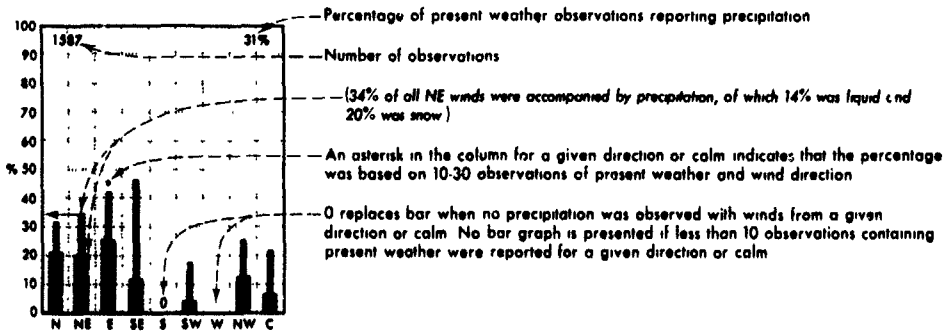 Percentage of present weather observations reporting precipitation
100
1587 31%
90
Number of observations
80
70
(34% of all NE winds were accompanied by precipitation, of which 14% was liquid and
20% was snow)
60
An asterisk in the column for a given direction or calm indicates that the percentage
was based on 10-30 observations of present weather and wind direction
%
50
40
0 replaces bar when no precipitation was observed with winds from a given
direction or calm No bar graph is presented if less than 10 observations containing
present weather were reported for a given direction or calm
30
20
10
0
0
N NE E SE S SW W NW C